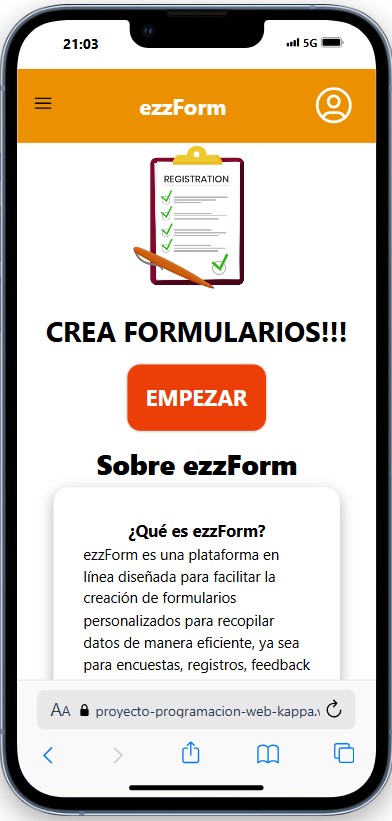 21:03
5G
ezzForm
REGISTRATION
CREA FORMULARIOS!!!
EMPEZAR
Sobre ezzForm
¿Qué es ezzForm?
ezzForm es una plataforma en
línea diseñada para facilitar la
creación de formularios
personalizados para recopilar
datos de manera eficiente, ya sea
para encuestas, registros, feedback
AA proyecto-programacion-web-kappa.v